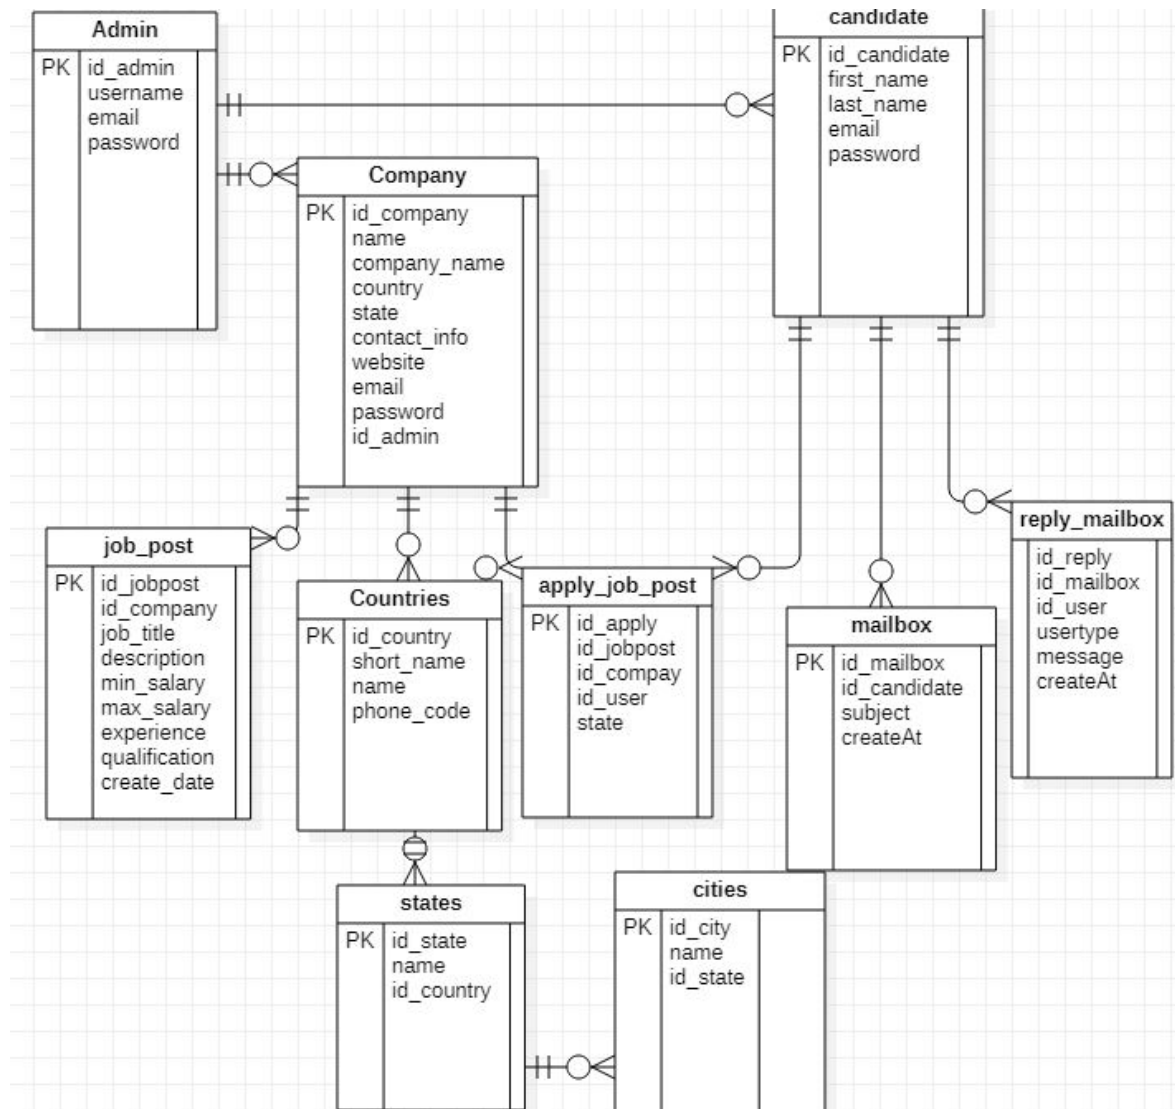 Admin
PK id_admin
username
email
password
candidate
PK id_candidate
first_name
last_name
email
password
Company
PK id_company
name
company_name
country
state
contact_info
website
email
password
id_admin
job_post
PK id_jobpost
id_company
job_title
description
min_salary
max_salary
experience
qualification
create_date
Countries
PK id_country
short_name
name
phone_code
apply_job_post
PK id_apply
id_jobpost
id_compay
id_user
state
mailbox
PK id_mailbox
id_candidate
subject
createAt
reply_mailbox
id_reply
id_mailbox
id_user
usertype
message
createAt
states
PK id_state
name
id_country
cities
PK id_city
name
id_state